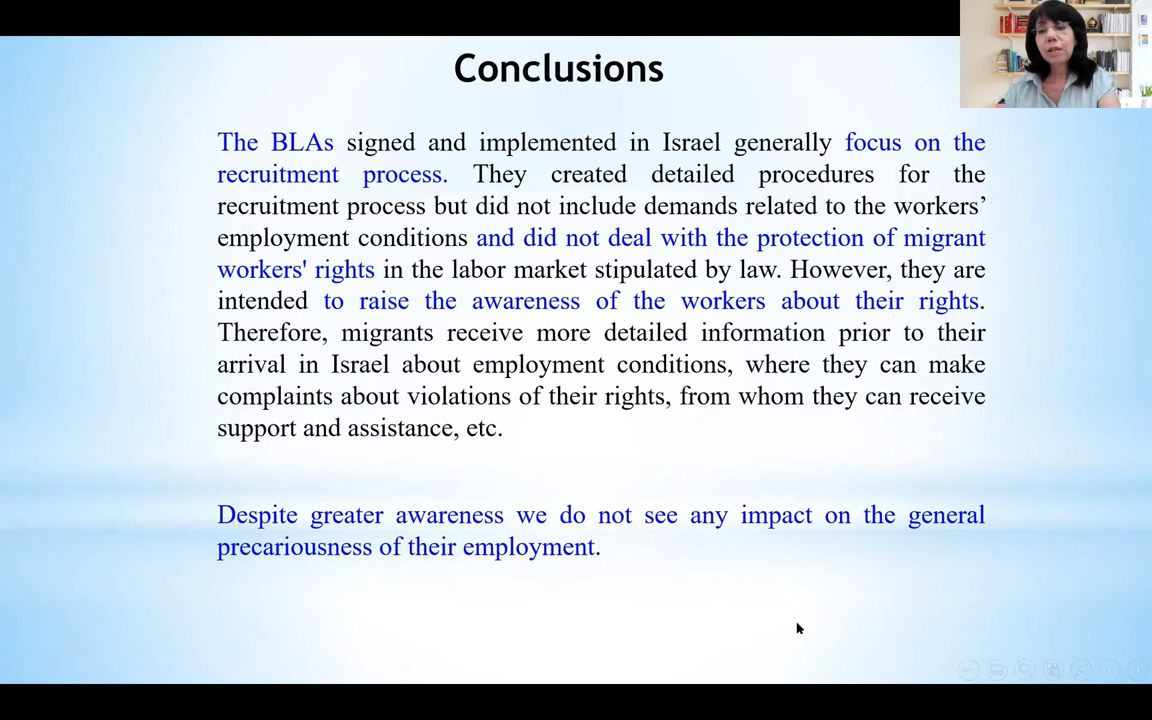 Conclusions
The BLAs signed and implemented in Israel generally focus on the
recruitment process. They created detailed procedures for the
recruitment process but did not include demands related to the workers’
employment conditions and did not deal with the protection of migrant
workers' rights in the labor market stipulated by law. However, they are
intended to raise the awareness of the workers about their rights.
Therefore, migrants receive more detailed information prior to their
arrival in Israel about employment conditions, where they can make
complaints about violations of their rights, from whom they can receive
support and assistance, etc.
Despite greater awareness we do not see any impact on the general
precariousness of their employment.